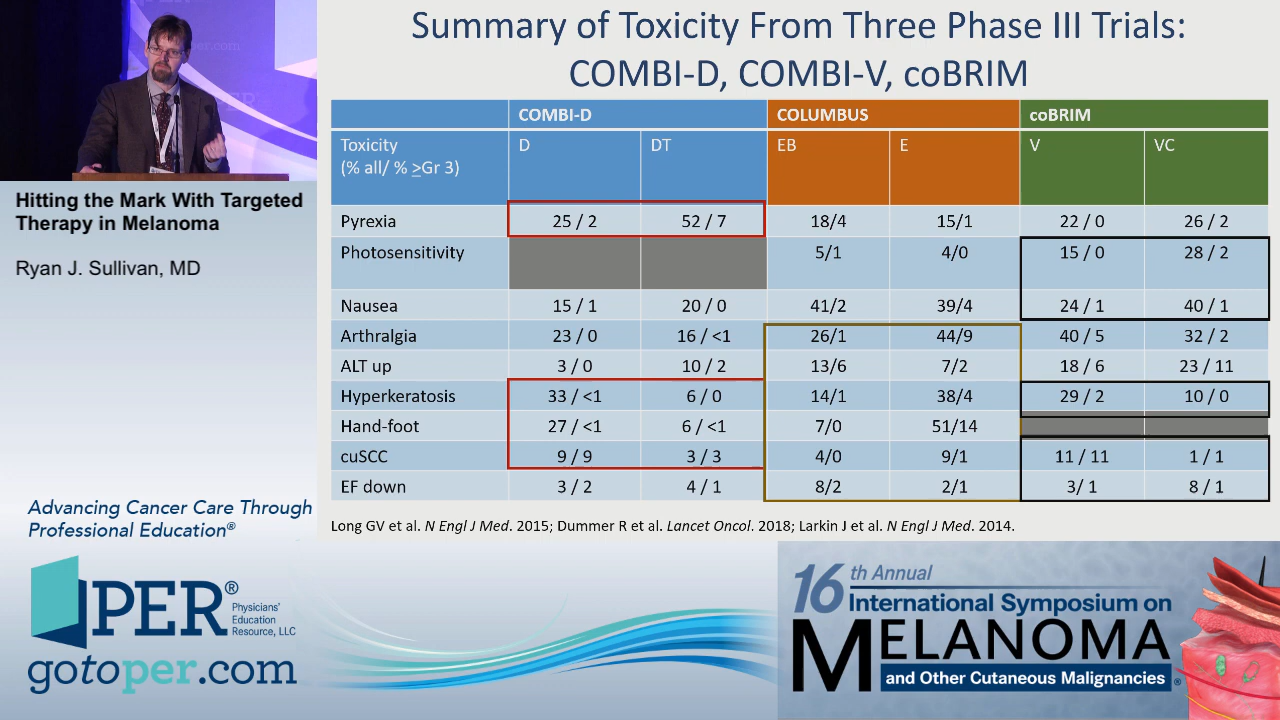 Summary of Toxicity From Three Phase III Trials:
COMBI-D, COMBI-V, coBRIM
COMBI-D COLUMBUS coBRIM
Toxicity D DT EB E V VC
(% all/ % ≥Gr 3)
Pyrexia 25 / 2 52 / 7 18/4 15/1 22 / 0 26 / 2
Photosensitivity 5/1 4/0 15 / 0 28 / 2
Nausea 15 / 1 20 / 0 41/2 39/4 24 / 1 40 / 1
Arthralgia 23 / 0 16 / <1 26/1 44/9 40 / 5 32 / 2
ALT up 3 / 0 10 / 2 13/6 7/2 18 / 6 23 / 11
Hyperkeratosis 33 / <1 6 / 0 14/1 38/4 29 / 2 10 / 0
Hand-foot 27 / <1 6 / <1 7/0 51/14
cuSCC 9 / 9 3 / 3 4/0 9/1 11 / 11 1 / 1
EF down 3 / 2 4 / 1 8/2 2/1 3/ 1 8 / 1
Long GV et al. N Engl J Med. 2015; Dummer R et al. Lancet Oncol. 2018; Larkin J et al. N Engl J Med. 2014.
Hitting the Mark With Targeted
Therapy in Melanoma
Ryan J. Sullivan, MD
Advancing Cancer Care Through
Professional Education®
PER®
Physicians'
Education
Resource, LLC
gotoper.com
16th Annual
International Symposium on
MELANOMA
and Other Cutaneous Malignancies®